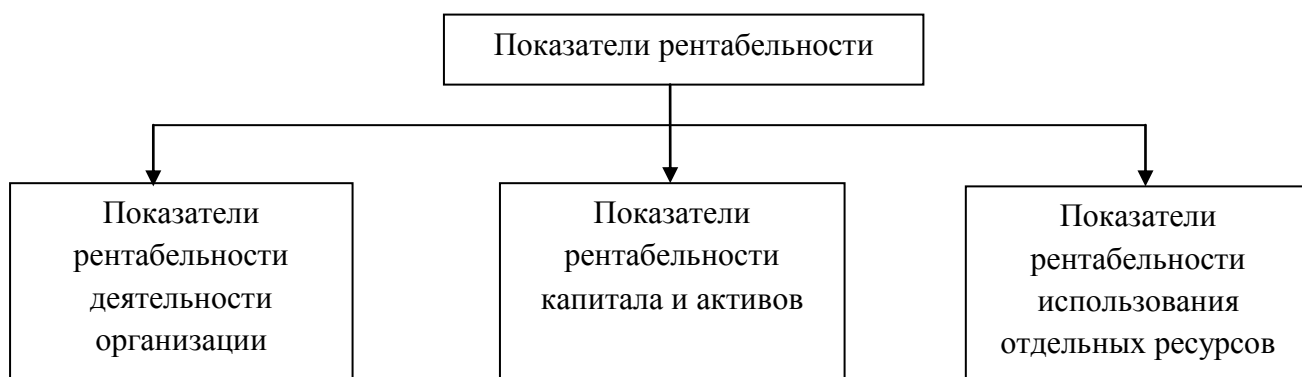 Показатели рентабельности
Показатели
рентабельности
деятельности
организации
Показатели
рентабельности
капитала и активов
Показатели
рентабельности
использования
отдельных ресурсов